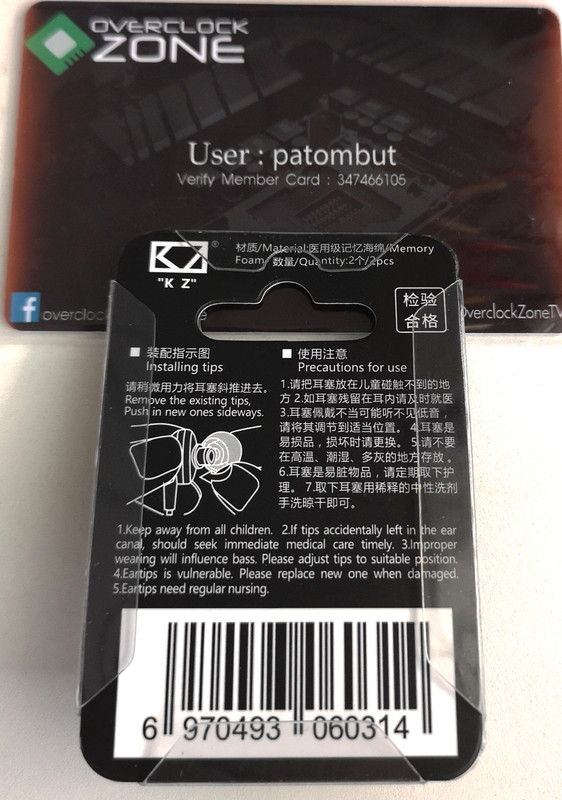 OVERCLOCK
ZONE
User : patombut
Verify Member Card : 347466105
KZ®
"K Z"
材质/Material:医用级记忆海绵/Memory
Foam 数量/Quantity:2个/2pcs
检验
合格
overclock
e
OverclockZoneTV
装配指示图
Installing tips
请稍微用力将耳塞斜推进去。
Remove the existing tips,
Push in new ones sideways.
使用注意
Precautions for use
1.请把耳塞放在儿童碰触不到的地
方 2.如耳塞残留在耳内请及时就医
3.耳塞佩戴不当可能听不见低音，
请将其调节到适当位置。 4.耳塞是
易损品，损坏时请更换。 5.请不要
在高温、潮湿、多灰的地方存放。
6.耳塞是易脏物品，请定期取下护
理。 7.取下耳塞用稀释的中性洗剂
手洗晾干即可。
1.Keep away from all children. 2.If tips accidentally left in the ear
canal, should seek immediate medical care timely. 3.Improper
wearing will influence bass. Please adjust tips to suitable position.
4.Eartips is vulnerable. Please replace new one when damaged.
5.Eartips need regular nursing.
6 970493 060314